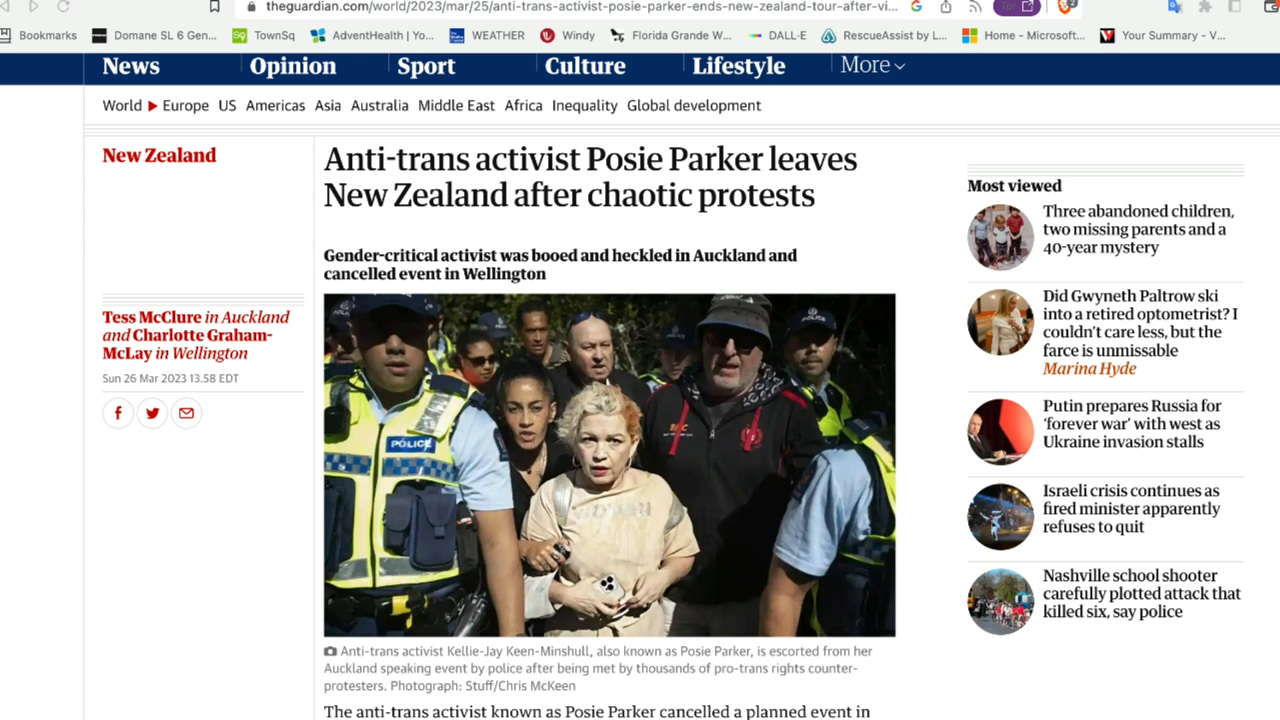 theguardian.com/world/2023/mar/25/anti-trans-activist-posie-parker-ends-new-zealand-tour-after-vi...
Tor
2
Bookmarks
Domane SL 6 Gen...
SQ TownSq
AdventHealth | Yo...
WEATHER
Windy
Florida Grande W...
DALL·E
RescueAssist by L...
Home - Microsoft...
Your Summary - V...
News
Opinion
Sport
Culture
Lifestyle
More
World
Europe
US
Americas
Asia
Australia
Middle East
Africa
Inequality
Global development
New Zealand
Anti-trans activist Posie Parker leaves
New Zealand after chaotic protests
Gender-critical activist was booed and heckled in Auckland and
cancelled event in Wellington
Tess McClure in Auckland
and Charlotte Graham-
McLay in Wellington
Sun 26 Mar 2023 13.58 EDT
POLICE
Anti-trans activist Kellie-Jay Keen-Minshull, also known as Posie Parker, is escorted from her
Auckland speaking event by police after being met by thousands of pro-trans rights counter-
protesters. Photograph: Stuff/Chris McKeen
The anti-trans activist known as Posie Parker cancelled a planned event in
Most viewed
Three abandoned children,
two missing parents and a
40-year mystery
Did Gwyneth Paltrow ski
into a retired optometrist? I
couldn't care less, but the
farce is unmissable
Marina Hyde
Putin prepares Russia for
‘forever war’ with west as
Ukraine invasion stalls
Israeli crisis continues as
fired minister apparently
refuses to quit
Nashville school shooter
carefully plotted attack that
killed six, say police